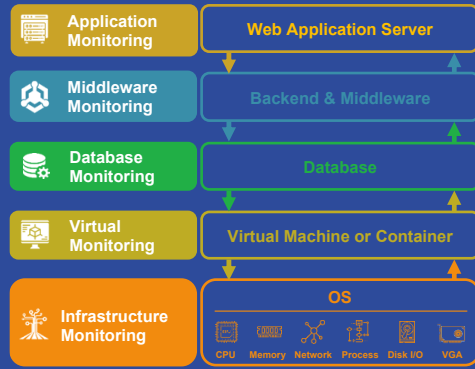 Application
Monitoring
Web Application Server
Middleware
Monitoring
Backend & Middleware
Database
Monitoring
Database
Virtual
Monitoring
Virtual Machine or Container
Infrastructure
Monitoring
OS
CPU Memory Network Process Disk I/O VGA